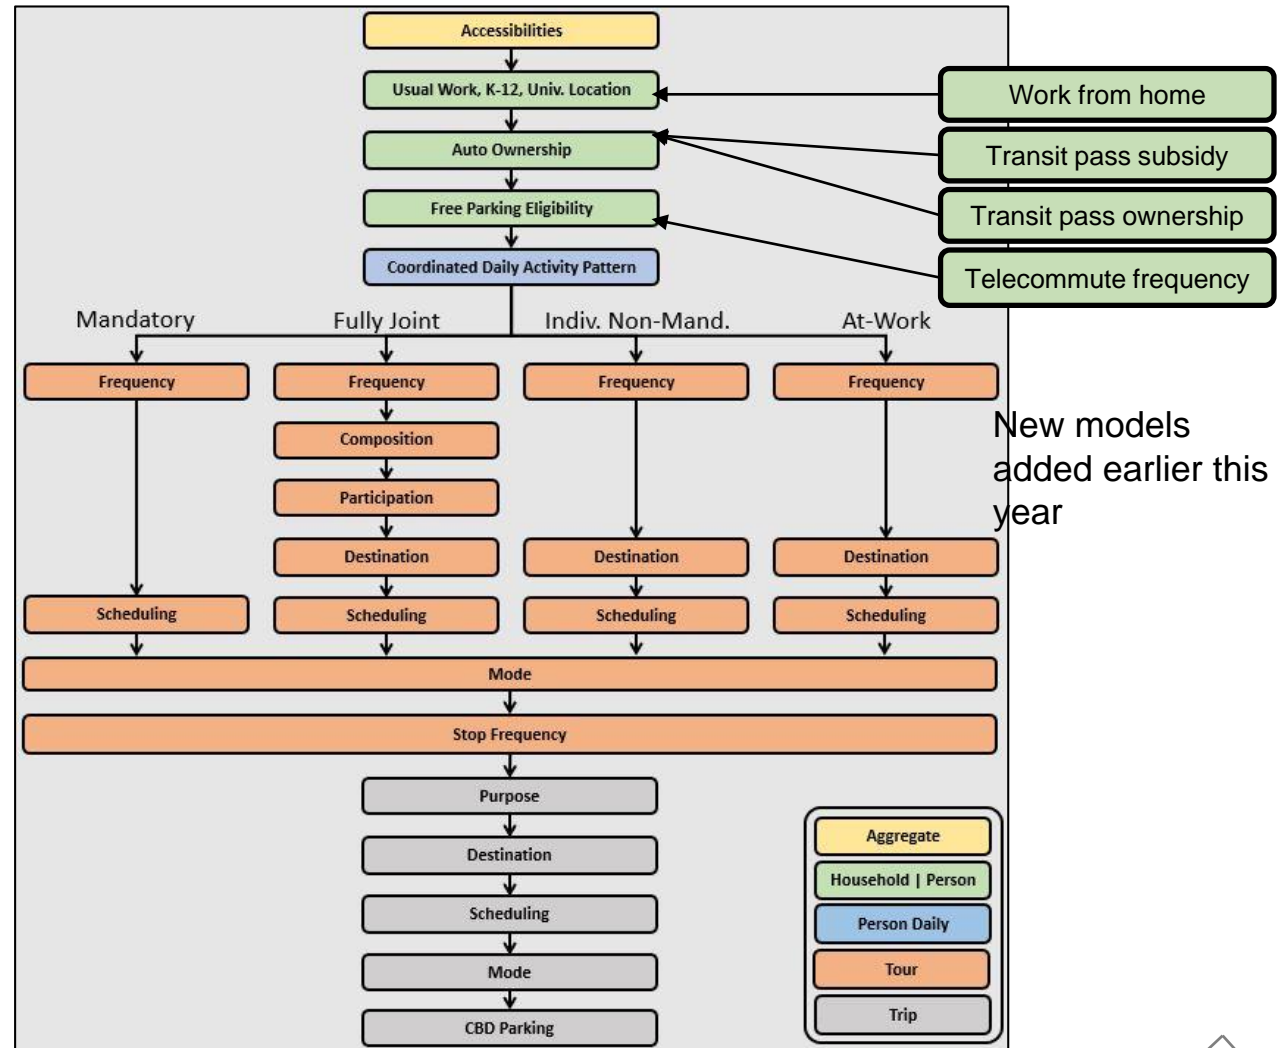 Accessibilities
Usual Work, K-12, Univ. Location
Work from home
Auto Ownership
Transit pass subsidy
Free Parking Eligibility
Transit pass ownership
Coordinated Daily Activity Pattern
Telecommute frequency
Mandatory
Fully Joint
Indiv. Non-Mand.
At-Work
Frequency
Frequency
Frequency
Frequency
New models
added earlier this
year
Composition
Participation
Destination
Destination
Destination
Scheduling
Scheduling
Scheduling
Scheduling
Mode
Stop Frequency
Purpose
Destination
Scheduling
Mode
CBD Parking
Aggregate
Household | Person
Person Daily
Tour
Trip